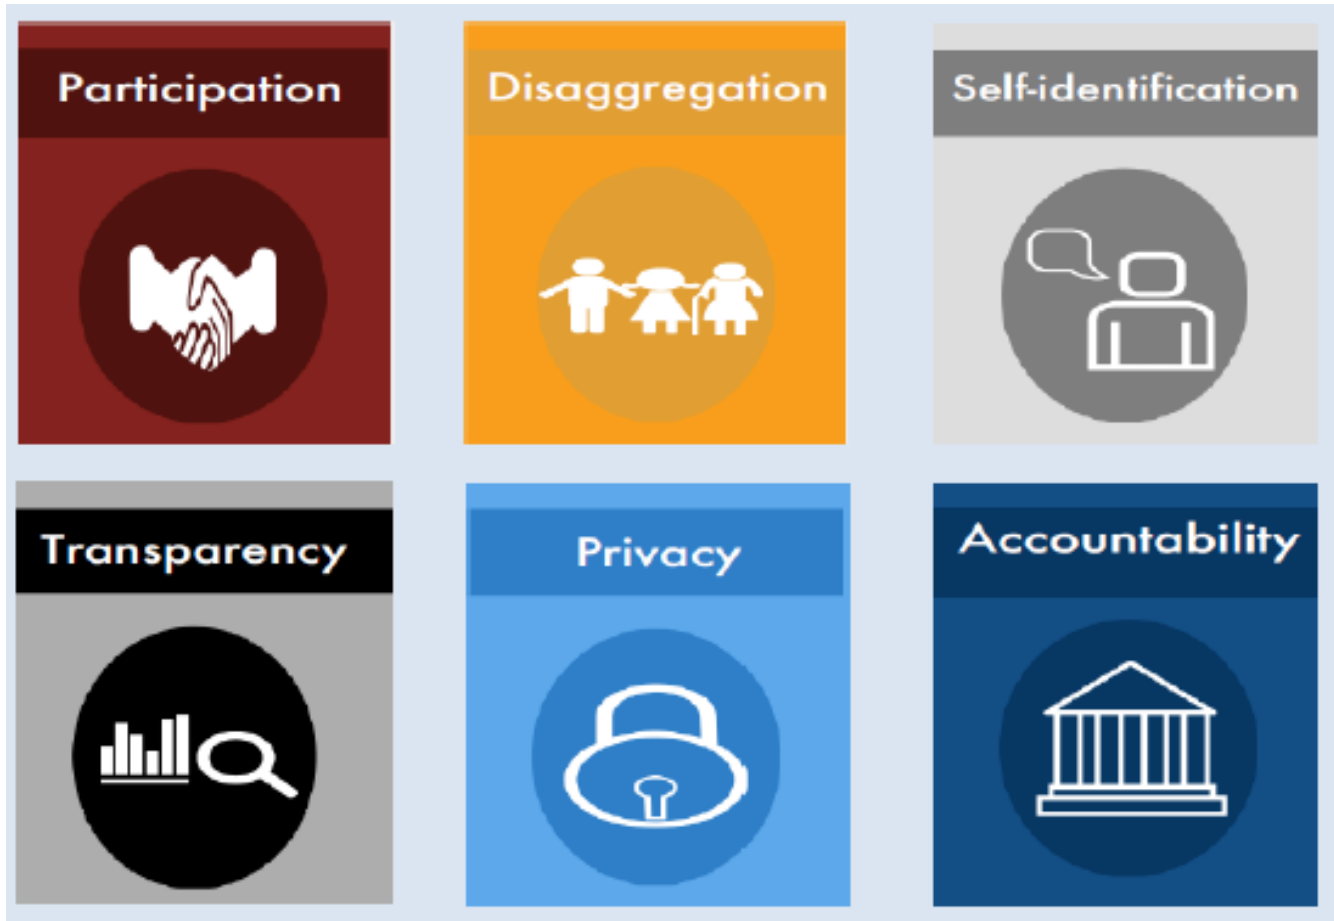 Participation
Disaggregation
Self-identification
Transparency
Privacy
Accountability